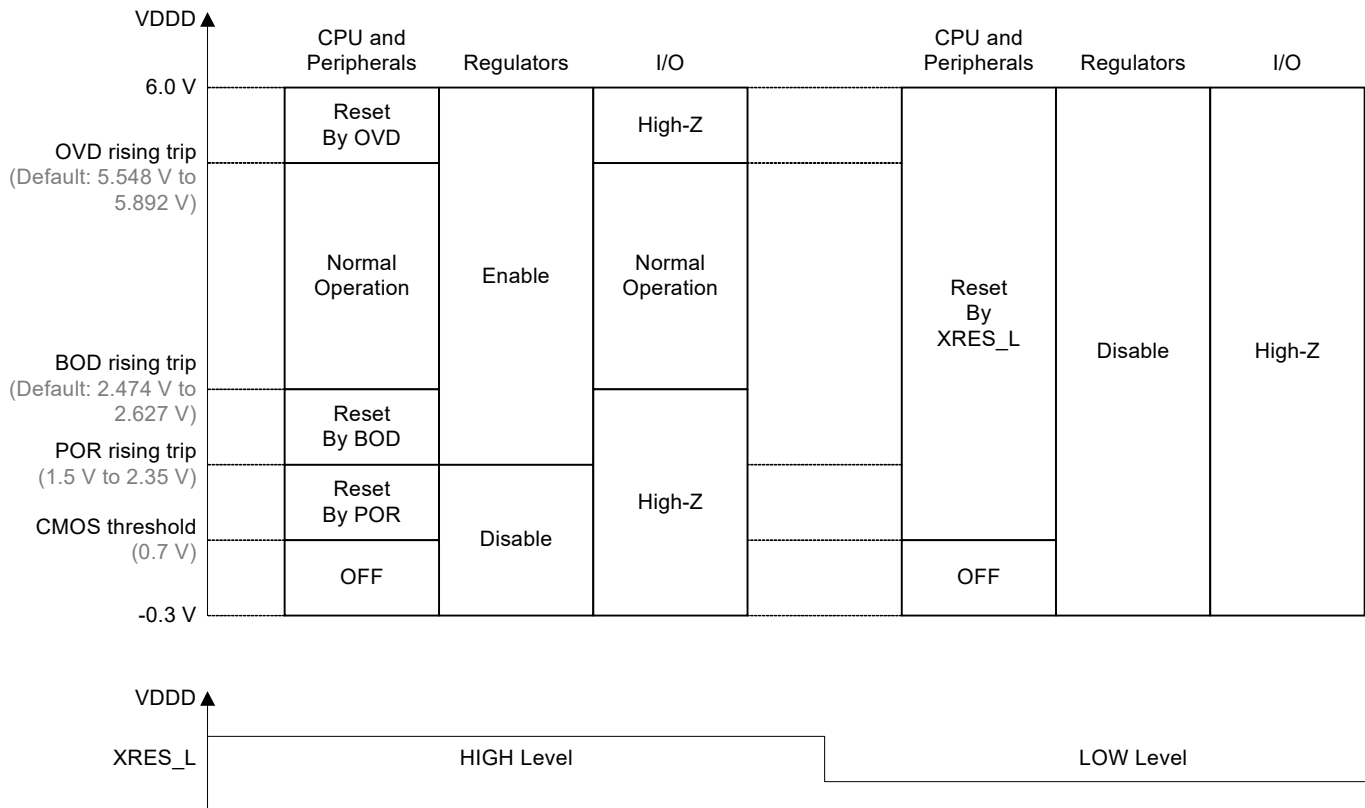 VDDD
CPU and
Peripherals
Regulators
I/O
CPU and
Peripherals
Regulators
I/O
6.0 V
Reset
By OVD
High-Z
OVD rising trip
(Default: 5.548 V to
5.892 V)
Normal
Operation
Enable
Normal
Operation
Reset
By
XRES_L
Disable
High-Z
BOD rising trip
(Default: 2.474 V to
2.627 V)
Reset
By BOD
POR rising trip
(1.5 V to 2.35 V)
Reset
By POR
High-Z
CMOS threshold
(0.7 V)
Disable
OFF
OFF
-0.3 V
VDDD
XRES_L
HIGH Level
LOW Level